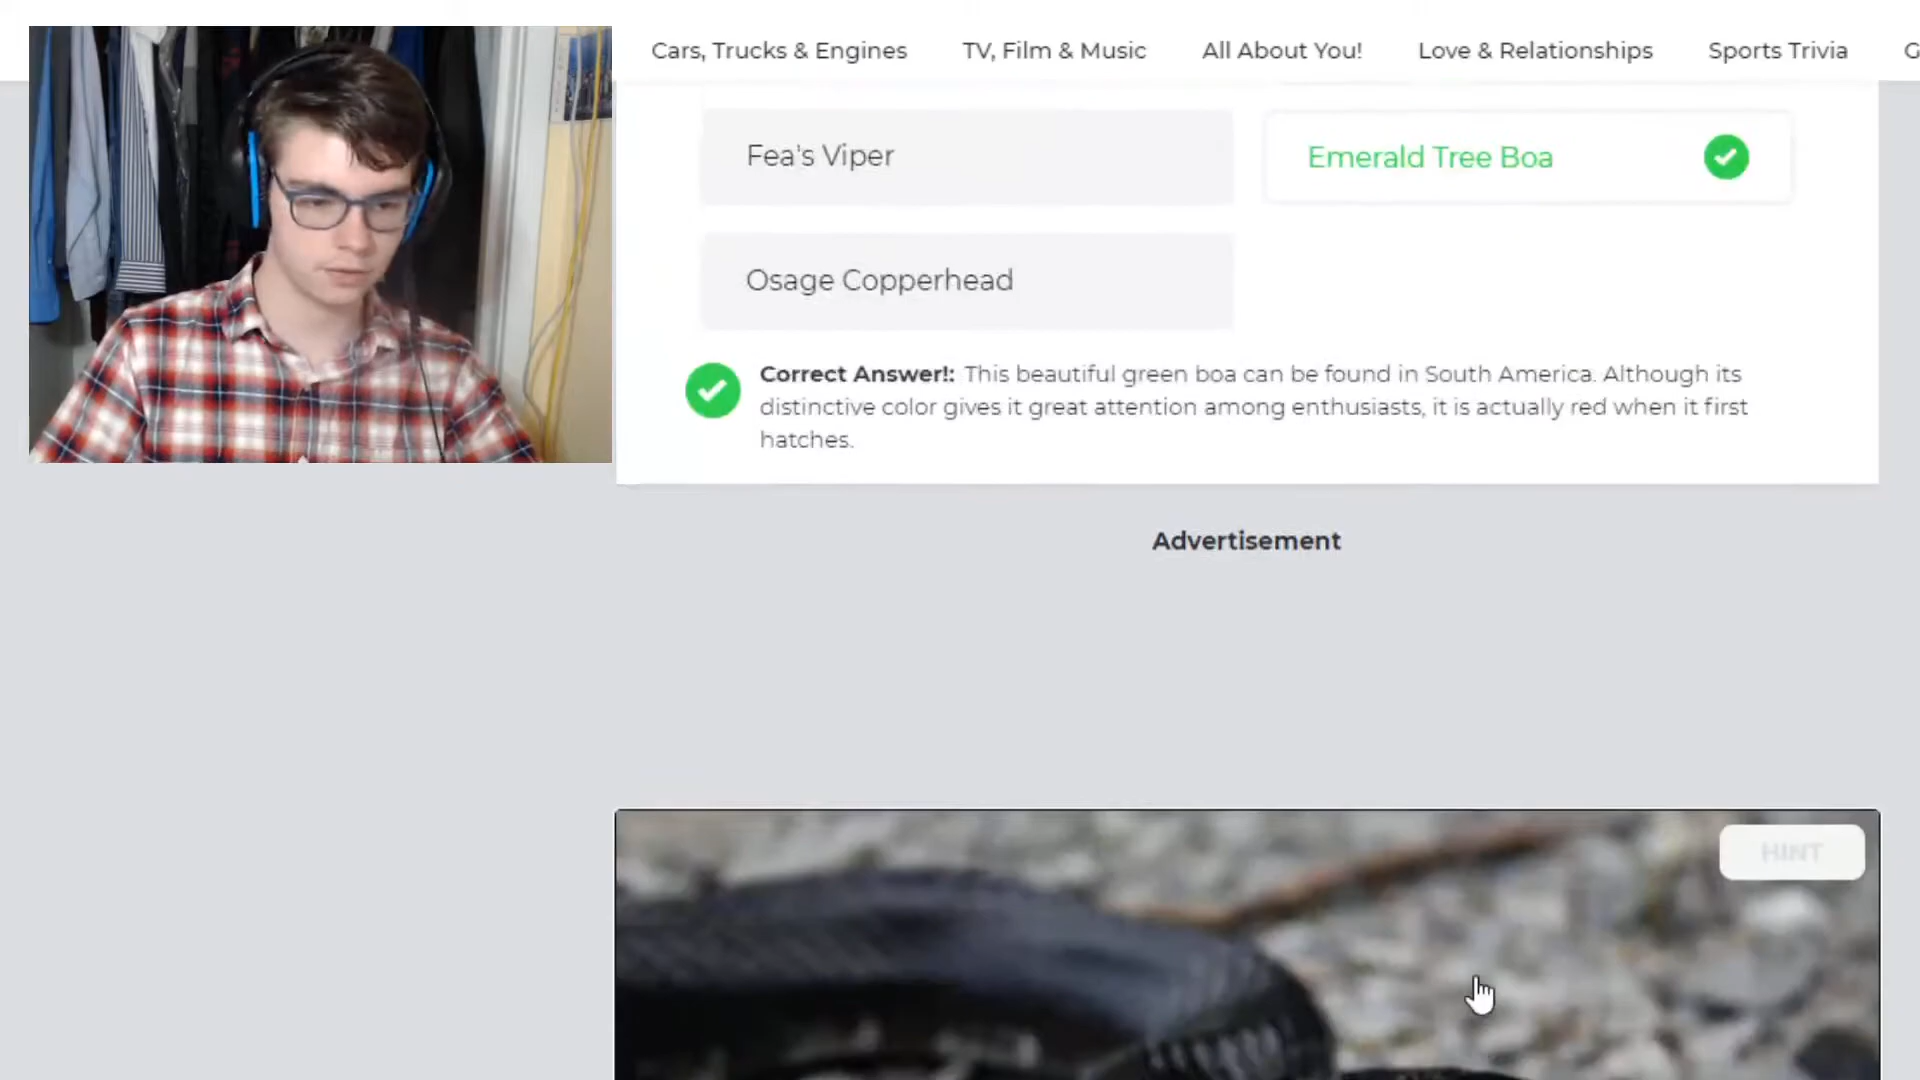 Cars, Trucks & Engines TV, Film & Music All About You! Love & Relationships Sports Trivia G
Fea's Viper
Emerald Tree Boa
Osage Copperhead
Correct Answer!: This beautiful green boa can be found in South America. Although its
distinctive color gives it great attention among enthusiasts, it is actually red when it first
hatches.
Advertisement
HINT